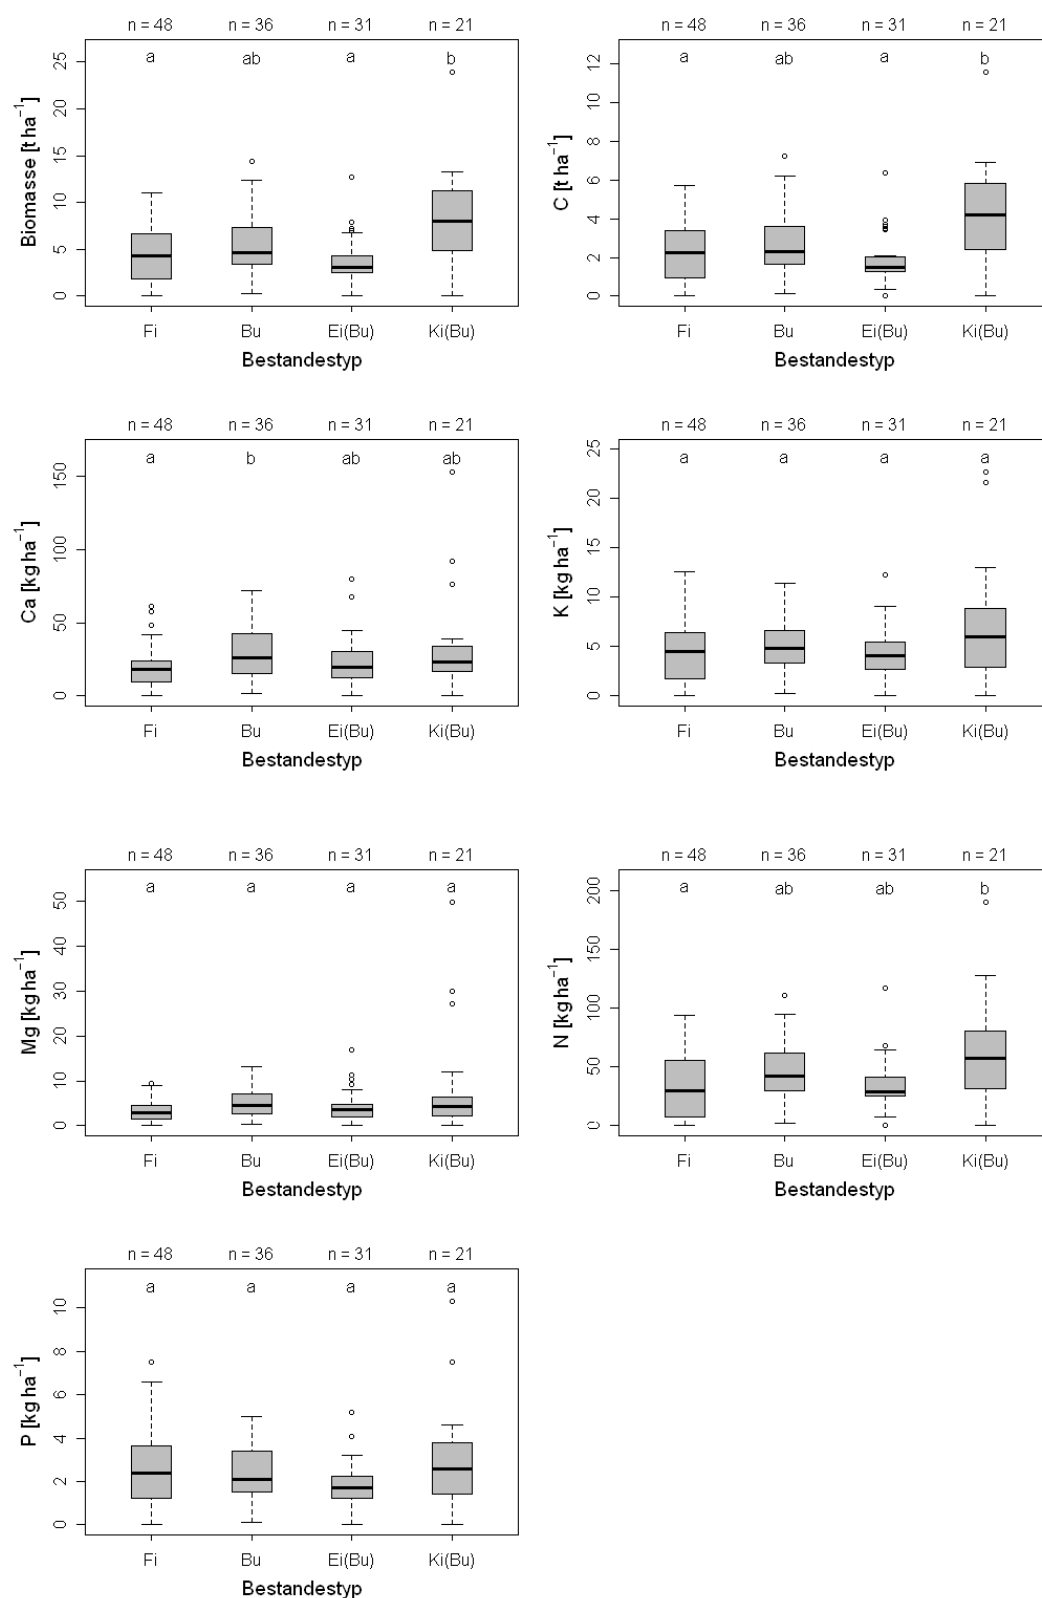 n = 48 n = 36 n = 31 n = 21
a ab a b
Biomasse [t ha⁻¹]
25
20
15
10
5
0
Fi Bu Ei(Bu) Ki(Bu)
Bestandestyp
n = 48 n = 36 n = 31 n = 21
a ab a b
C [t ha⁻¹]
12
10
8
6
4
2
0
Fi Bu Ei(Bu) Ki(Bu)
Bestandestyp
n = 48 n = 36 n = 31 n = 21
a b ab ab
Ca [kg ha⁻¹]
150
100
50
0
Fi Bu Ei(Bu) Ki(Bu)
Bestandestyp
n = 48 n = 36 n = 31 n = 21
a a a a
K [kg ha⁻¹]
25
20
15
10
5
0
Fi Bu Ei(Bu) Ki(Bu)
Bestandestyp
n = 48 n = 36 n = 31 n = 21
a a a a
Mg [kg ha⁻¹]
50
40
30
20
10
0
Fi Bu Ei(Bu) Ki(Bu)
Bestandestyp
n = 48 n = 36 n = 31 n = 21
a ab ab b
N [kg ha⁻¹]
200
150
100
50
0
Fi Bu Ei(Bu) Ki(Bu)
Bestandestyp
n = 48 n = 36 n = 31 n = 21
a a a a
P [kg ha⁻¹]
10
8
6
4
2
0
Fi Bu Ei(Bu) Ki(Bu)
Bestandestyp